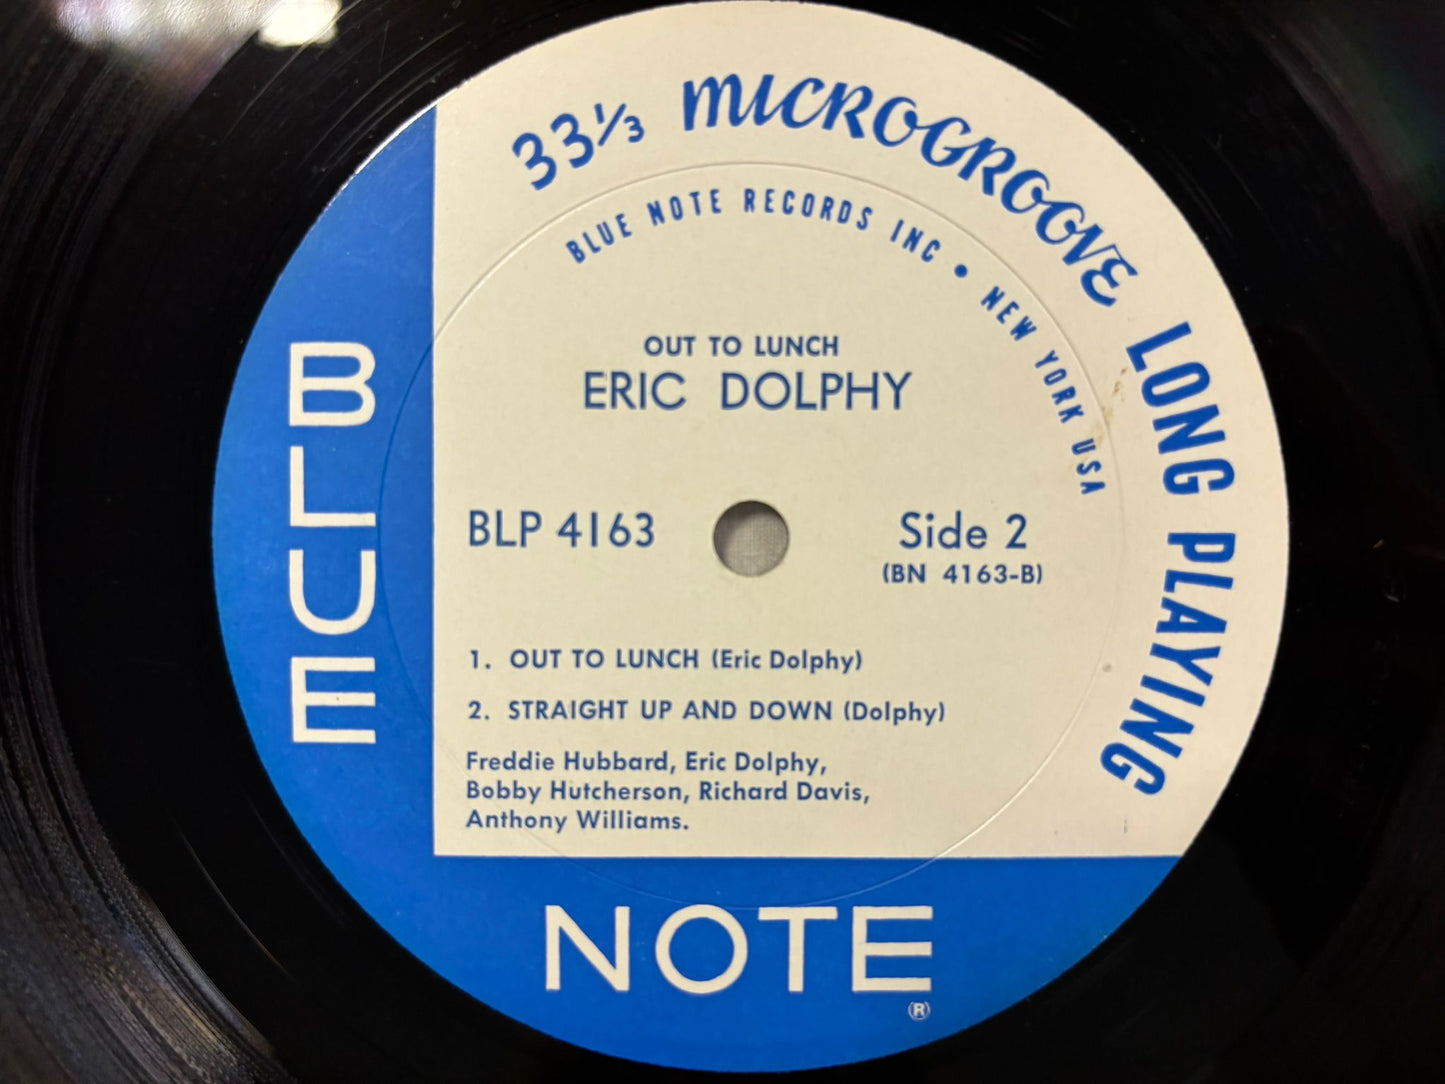 33 1/3 MICROGROOVE LONG PLAYING
BLUE NOTE RECORDS INC • NEW YORK USA
OUT TO LUNCH
ERIC DOLPHY
BLP 4163
Side 2
(BN 4163-B)
1. OUT TO LUNCH (Eric Dolphy)
2. STRAIGHT UP AND DOWN (Dolphy)
Freddie Hubbard, Eric Dolphy,
Bobby Hutcherson, Richard Davis,
Anthony Williams.
BLUE
NOTE
®